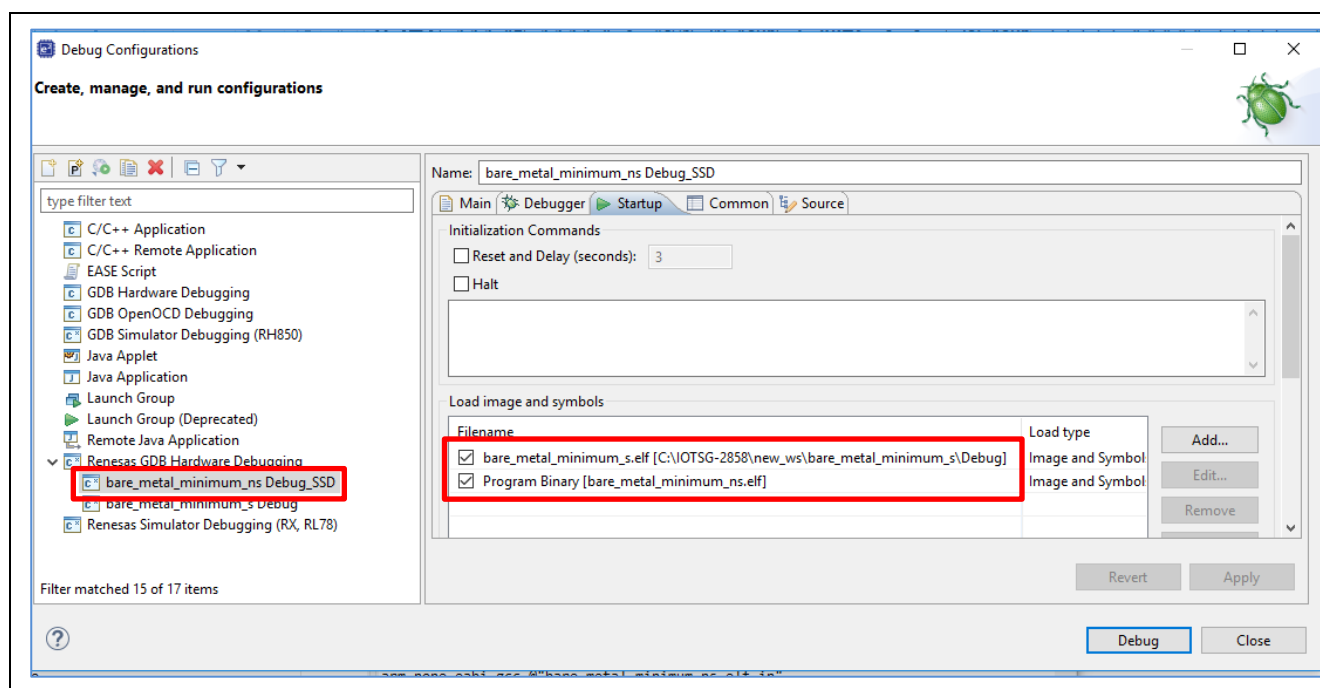 Debug Configurations
Create, manage, and run configurations
type filter text
C/C++ Application
C/C++ Remote Application
EASE Script
GDB Hardware Debugging
GDB OpenOCD Debugging
GDB Simulator Debugging (RH850)
Java Applet
Java Application
Launch Group
Launch Group (Deprecated)
Remote Java Application
Renesas GDB Hardware Debugging
bare_metal_minimum_ns Debug_SSD
bare_metal_minimum_s Debug
Renesas Simulator Debugging (RX, RL78)
Filter matched 15 of 17 items
Name: bare_metal_minimum_ns Debug_SSD
Main Debugger Startup Common Source
Initialization Commands
Reset and Delay (seconds): 3
Halt
Load image and symbols
Filename Load type
bare_metal_minimum_s.elf [C:\IOTSG-2858\new_ws\bare_metal_minimum_s\Debug] Image and Symbol
Program Binary [bare_metal_minimum_ns.elf] Image and Symbol
Add...
Edit...
Remove
Revert Apply
Debug Close